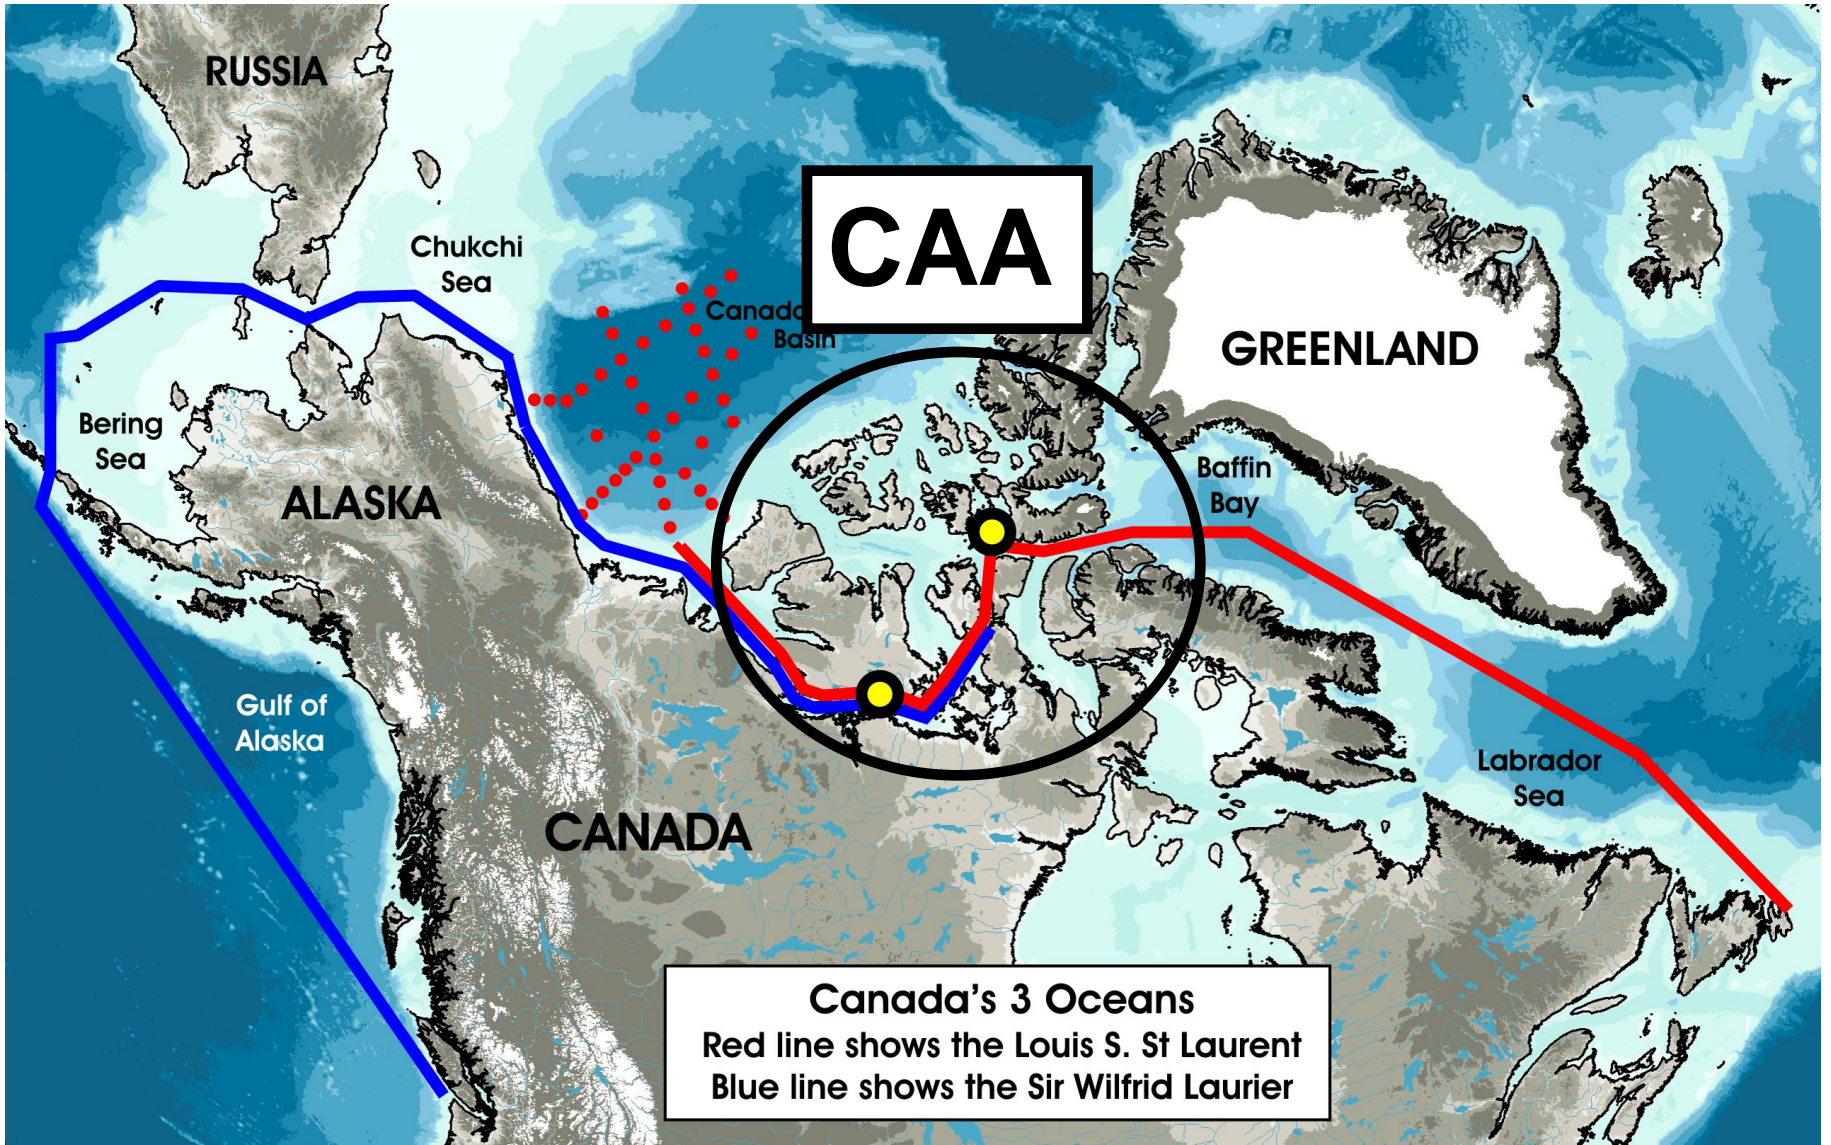 RUSSIA
CAA
Chukchi
Sea
Canada
Basin
GREENLAND
Bering
Sea
ALASKA
Baffin
Bay
Gulf of
Alaska
Labrador
Sea
CANADA
Canada's 3 Oceans
Red line shows the Louis S. St Laurent
Blue line shows the Sir Wilfrid Laurier